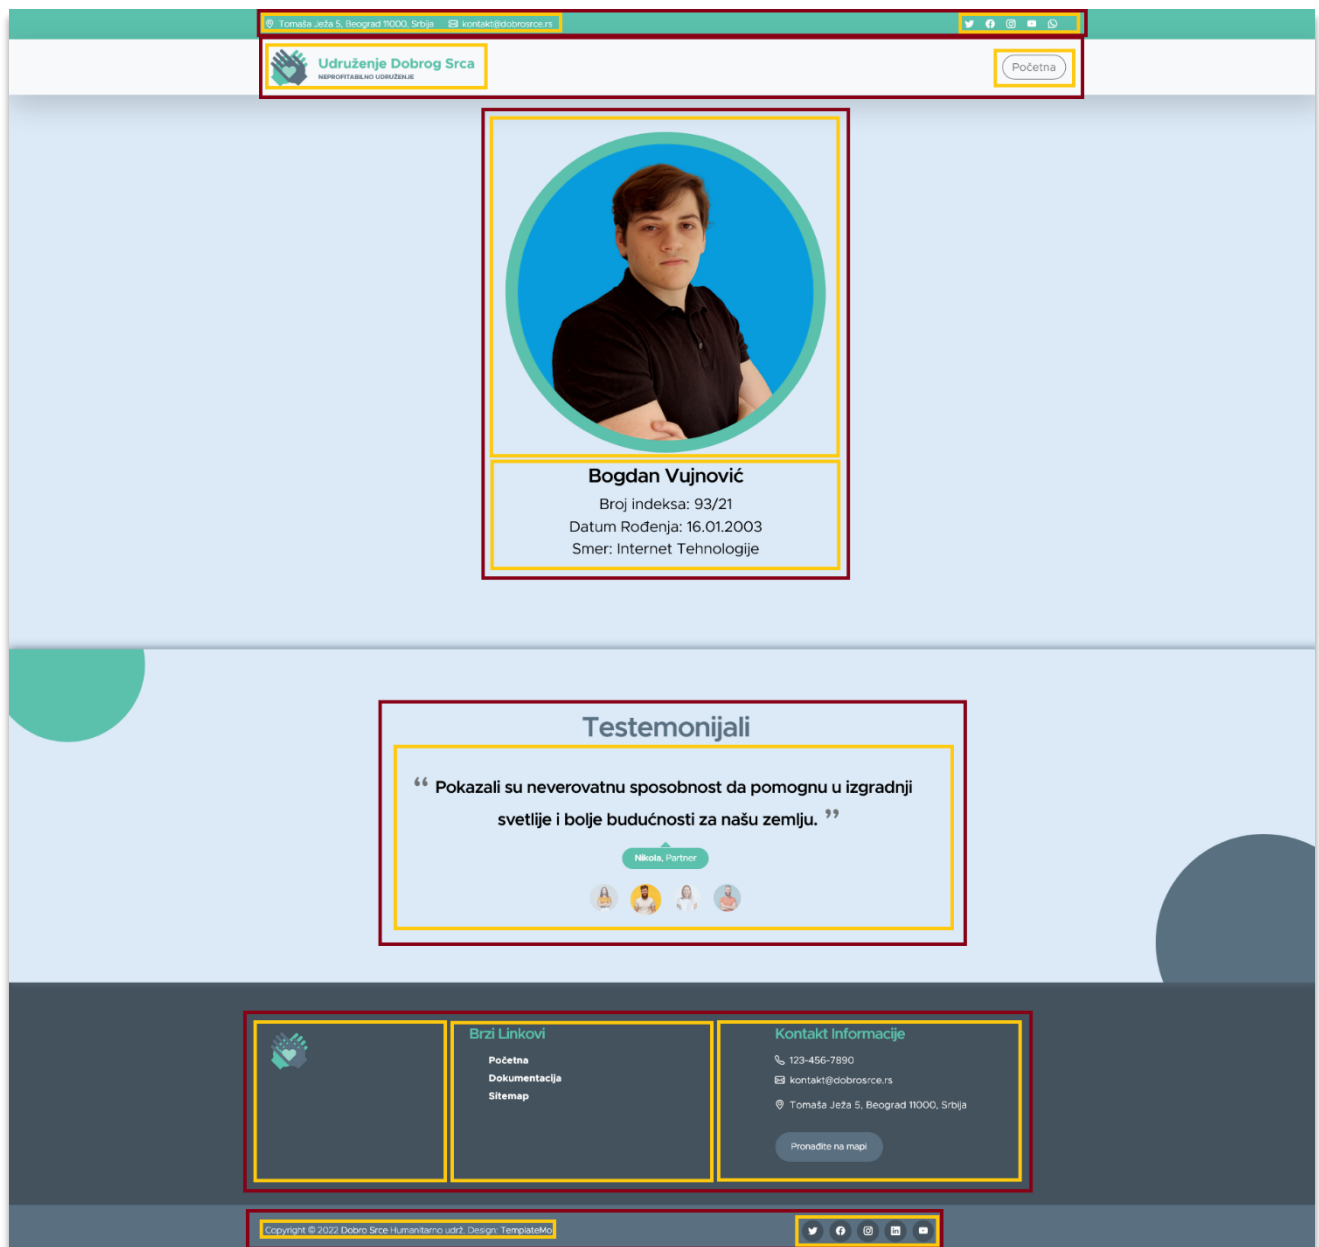 Tomaša Ježa 5, Beograd 11000, Srbija kontakt@dobrosrce.rs
Udruženje Dobrog Srca
NEPROFITABILNO UDRUŽENJE
Početna
Bogdan Vujnović
Broj indeksa: 93/21
Datum Rođenja: 16.01.2003
Smer: Internet Tehnologije
Testemonijali
“ Pokazali su neverovatnu sposobnost da pomognu u izgradnji
svetlije i bolje budućnosti za našu zemlju. ”
Nikola, Partner
Brzi Linkovi
Početna
Dokumentacija
Sitemap
Kontakt Informacije
123-456-7890
kontakt@dobrosrce.rs
Tomaša Ježa 5, Beograd 11000, Srbija
Pronađite na mapi
Copyright © 2022 Dobro Srce Humanitarno udrž. Design: TemplateMo